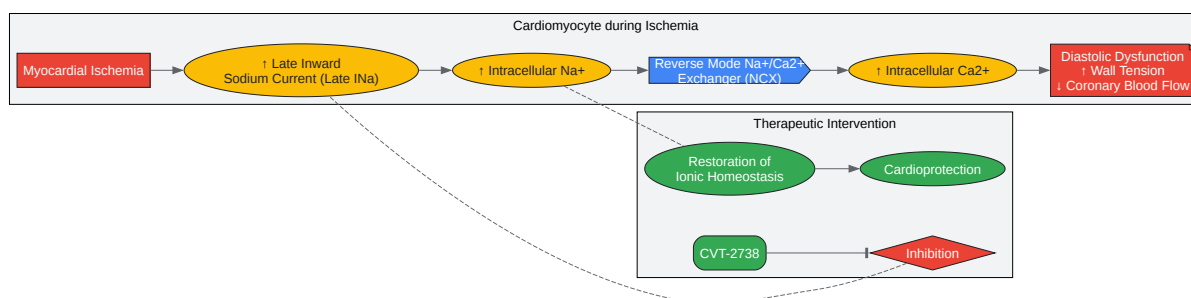 Cardiomyocyte during Ischemia
Myocardial Ischemia
↑ Late Inward
Sodium Current (Late INa)
↑ Intracellular Na+
Reverse Mode Na+/Ca2+
Exchanger (NCX)
↑ Intracellular Ca2+
Diastolic Dysfunction
↑ Wall Tension
↓ Coronary Blood Flow
Therapeutic Intervention
Restoration of
Ionic Homeostasis
Cardioprotection
CVT-2738
Inhibition